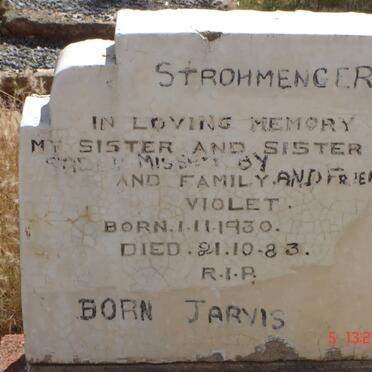 STROHMENGER
IN LOVING MEMORY
MY SISTER AND SISTER
SADLY MISSED BY
AND FAMILY. AND FRIE
VIOLET.
BORN. 1.11.1930.
DIED. 21.10.83.
R.I.P.
BORN JARVIS
5 13:2